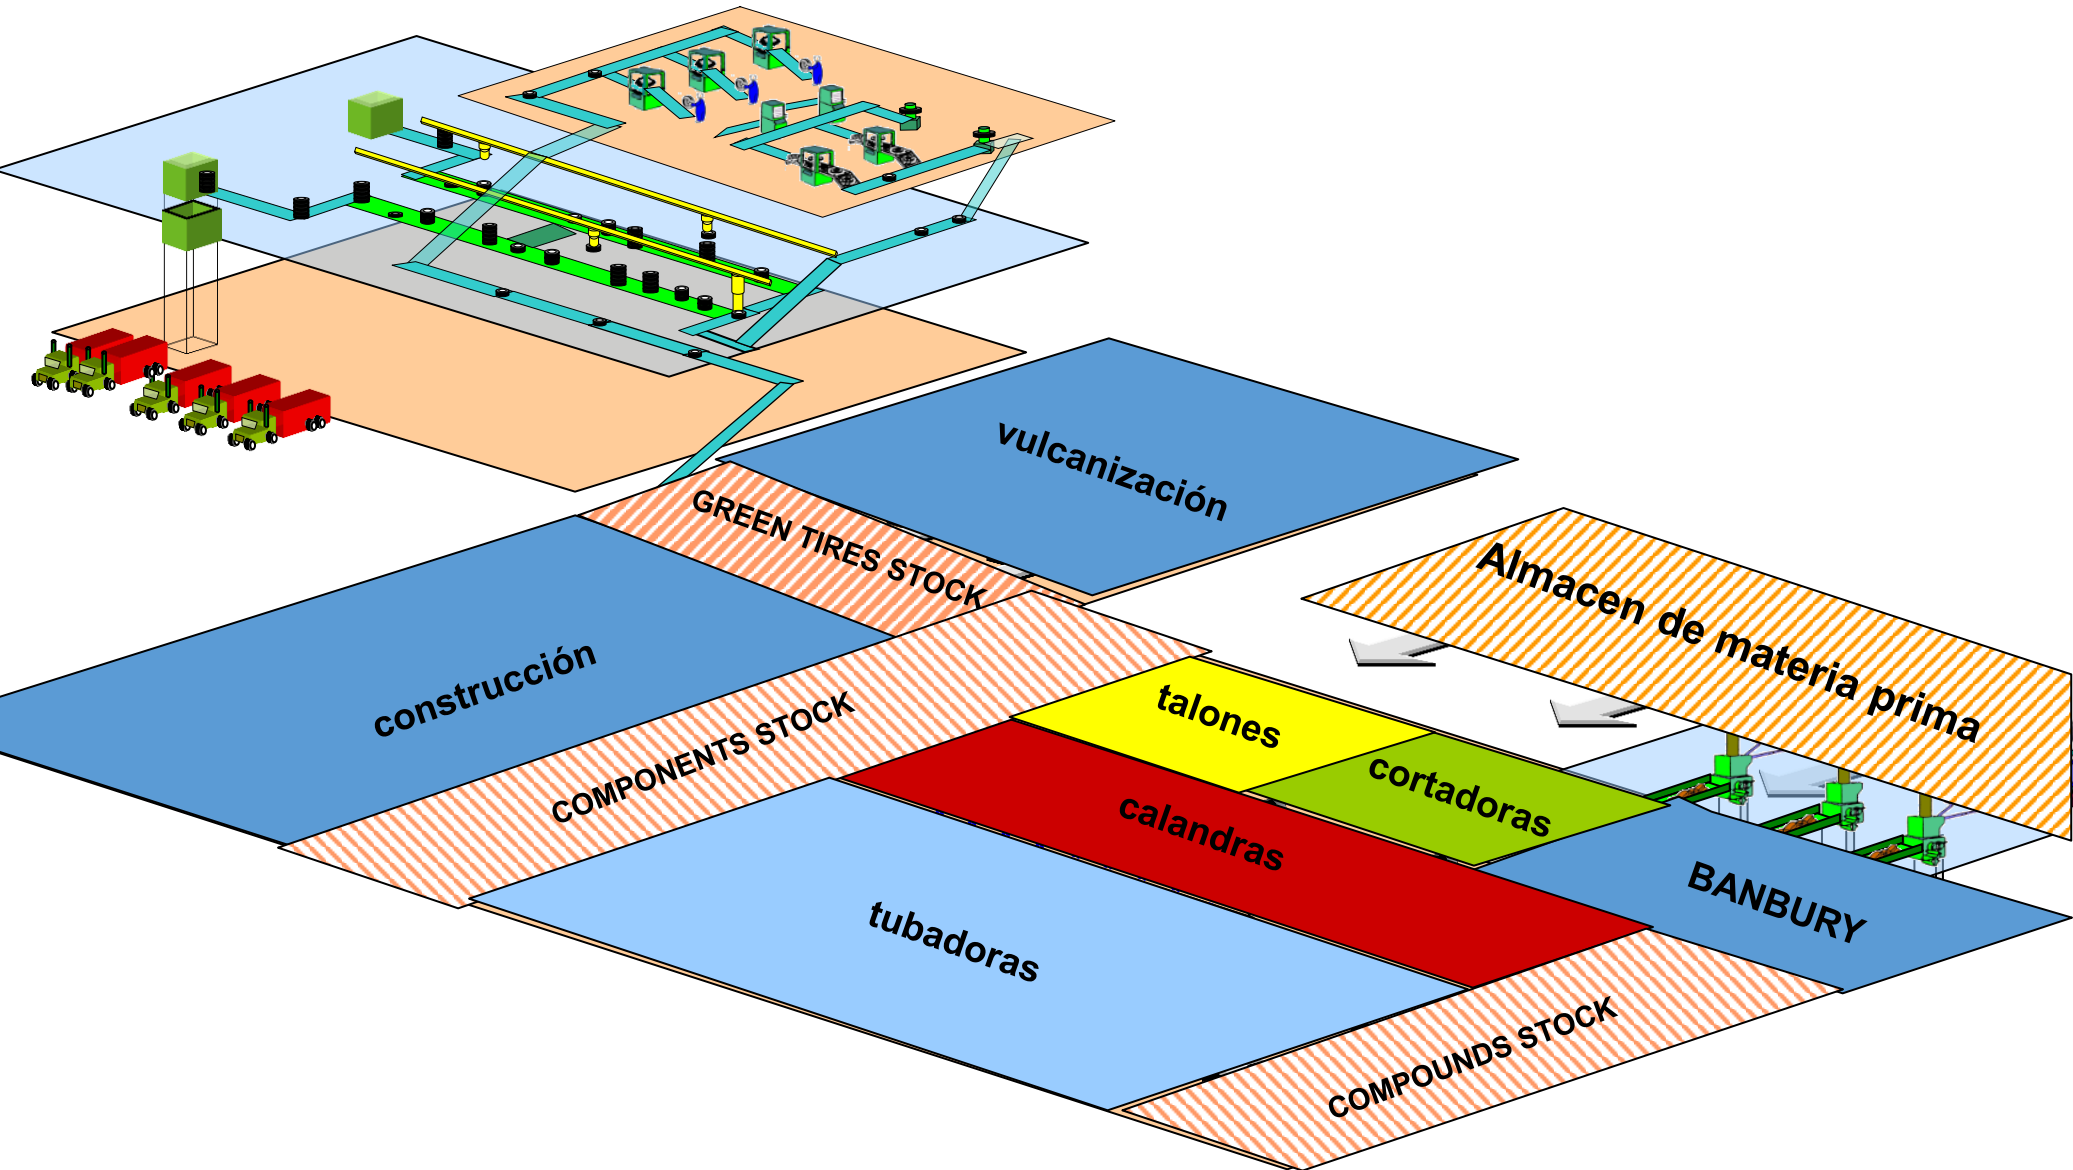 vulcanización
GREEN TIRES STOCK
Almacen de materia prima
construcción
COMPONENTS STOCK
talones
cortadoras
calandras
BANBURY
tubadoras
COMPOUNDS STOCK